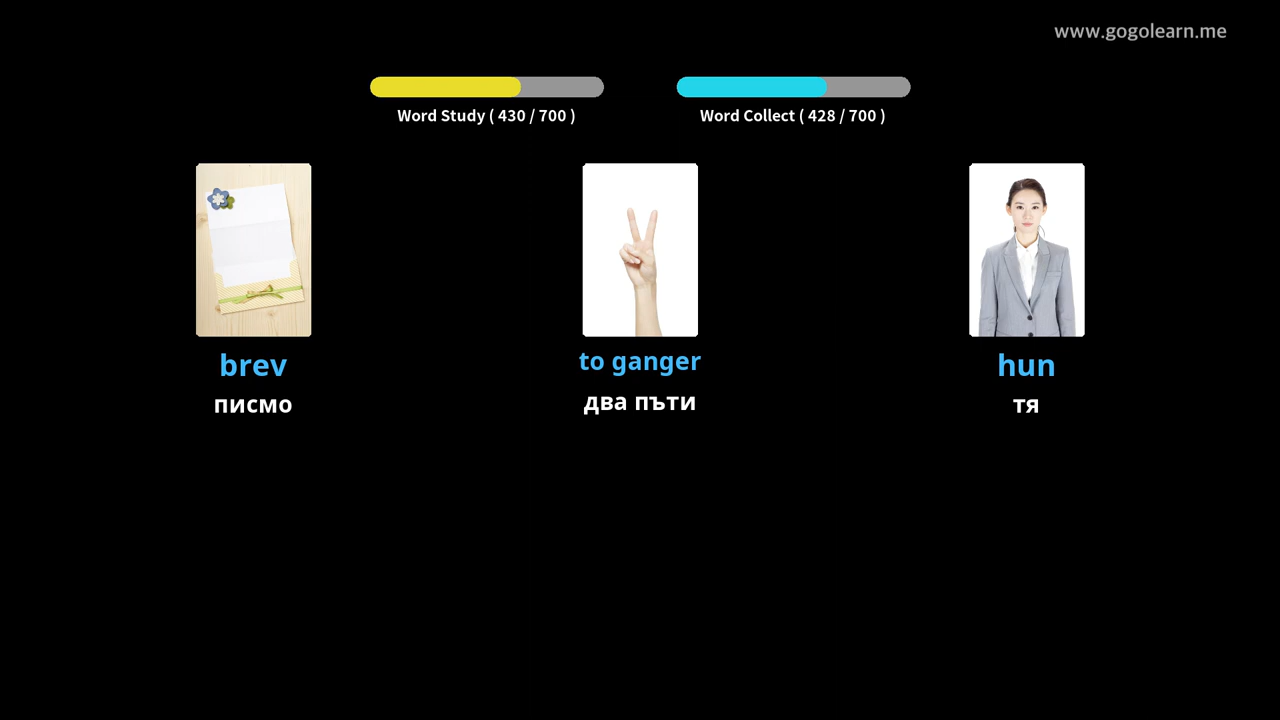 www.gogolearn.me
Word Study ( 430 / 700 )
Word Collect ( 428 / 700 )
brev
to ganger
hun
писмо
два пъти
тя